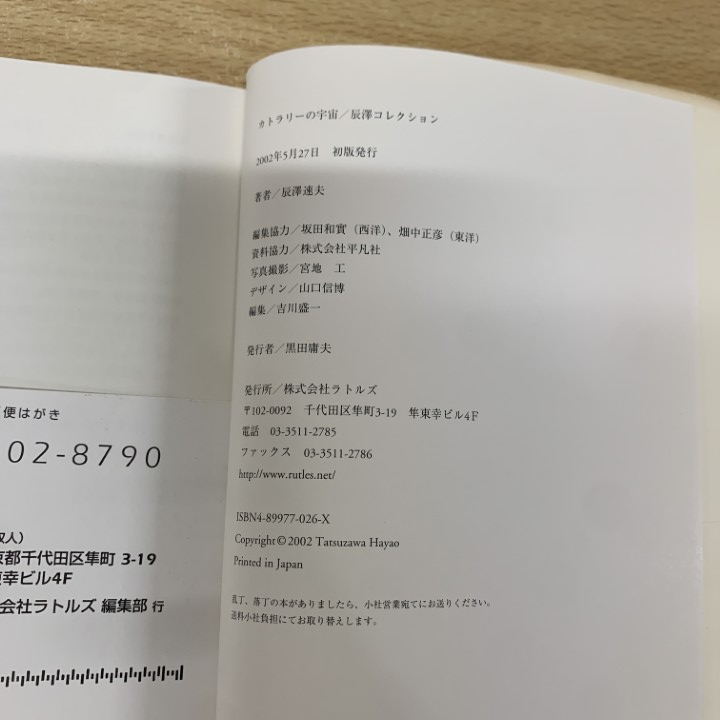 カトラリーの宇宙／辰澤コレクション
2002年5月27日　初版発行
著者／辰澤速夫
編集協力／坂田和實（西洋）、畑中正彦（東洋）
資料協力／株式会社平凡社
写真撮影／宮地　工
デザイン／山口信博
編集／吉川盛一
発行者／黒田庸夫
発行所／株式会社ラトルズ
〒102-0092　千代田区隼町3-19　隼東幸ビル4F
電話　03-3511-2785
ファックス　03-3511-2786
http://www.rutles.net/
ISBN4-89977-026-X
Copyright©2002 Tatsuzawa Hayao
Printed in Japan
乱丁、落丁の本がありましたら、小社営業宛てにお送りください。
送料小社負担にてお取り替えします。
便はがき
02-8790
取人）
京都千代田区隼町 3-19
東幸ビル4F
会社ラトルズ 編集部 行